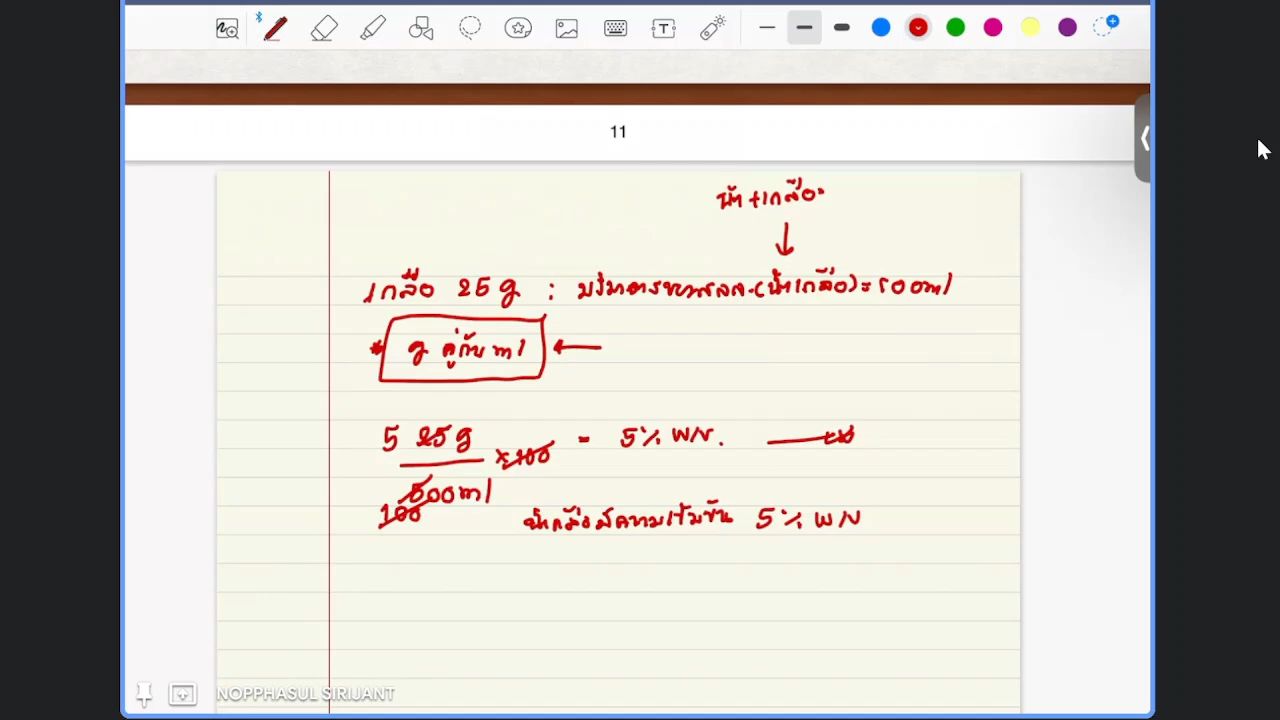 11
น้ำ + เกลือ
↓
เกลือ 25 g : ปริมาตรของสารละลาย (น้ำเกลือ) = 500 ml
* g คู่กับ ml ←
5 25 g
× 100 = 5% W/V.
500 ml
100
น้ำเกลือมีความเข้มข้น 5% W/V
NOPPHASUL SIRIJANT